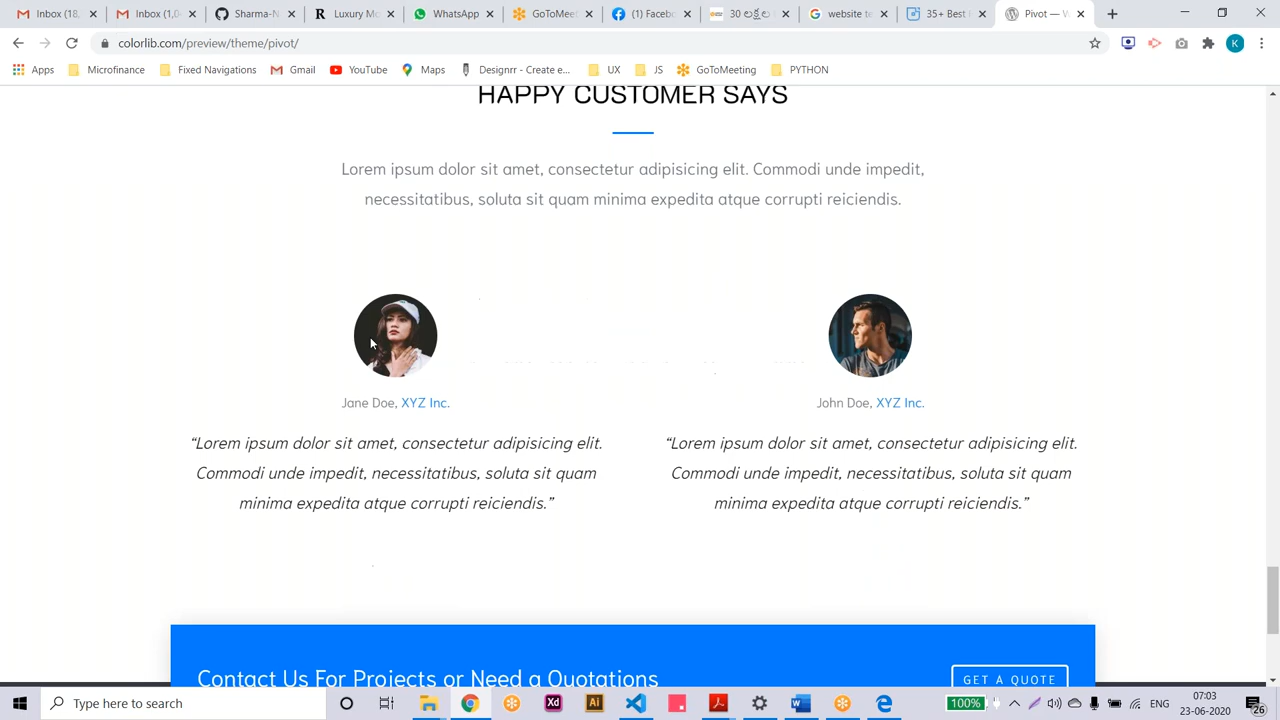 Inbox (18,
Inbox (1,0
Sharma-N
R Luxury Mo
WhatsApp
GoToMeet
(1) Faceb
website te
35+ Best
Pivot — W
colorlib.com/preview/theme/pivot/
K
Apps
Microfinance
Fixed Navigations
Gmail
YouTube
Maps
Designrr - Create e...
UX
JS
GoToMeeting
PYTHON
HAPPY CUSTOMER SAYS
Lorem ipsum dolor sit amet, consectetur adipisicing elit. Commodi unde impedit,
necessitatibus, soluta sit quam minima expedita atque corrupti reiciendis.
Jane Doe, XYZ Inc.
John Doe, XYZ Inc.
“Lorem ipsum dolor sit amet, consectetur adipisicing elit.
Commodi unde impedit, necessitatibus, soluta sit quam
minima expedita atque corrupti reiciendis.”
“Lorem ipsum dolor sit amet, consectetur adipisicing elit.
Commodi unde impedit, necessitatibus, soluta sit quam
minima expedita atque corrupti reiciendis.”
Contact Us For Projects or Need a Quotations
GET A QUOTE
Type here to search
Xd
Ai
100%
ENG
07:03
23-06-2020
26